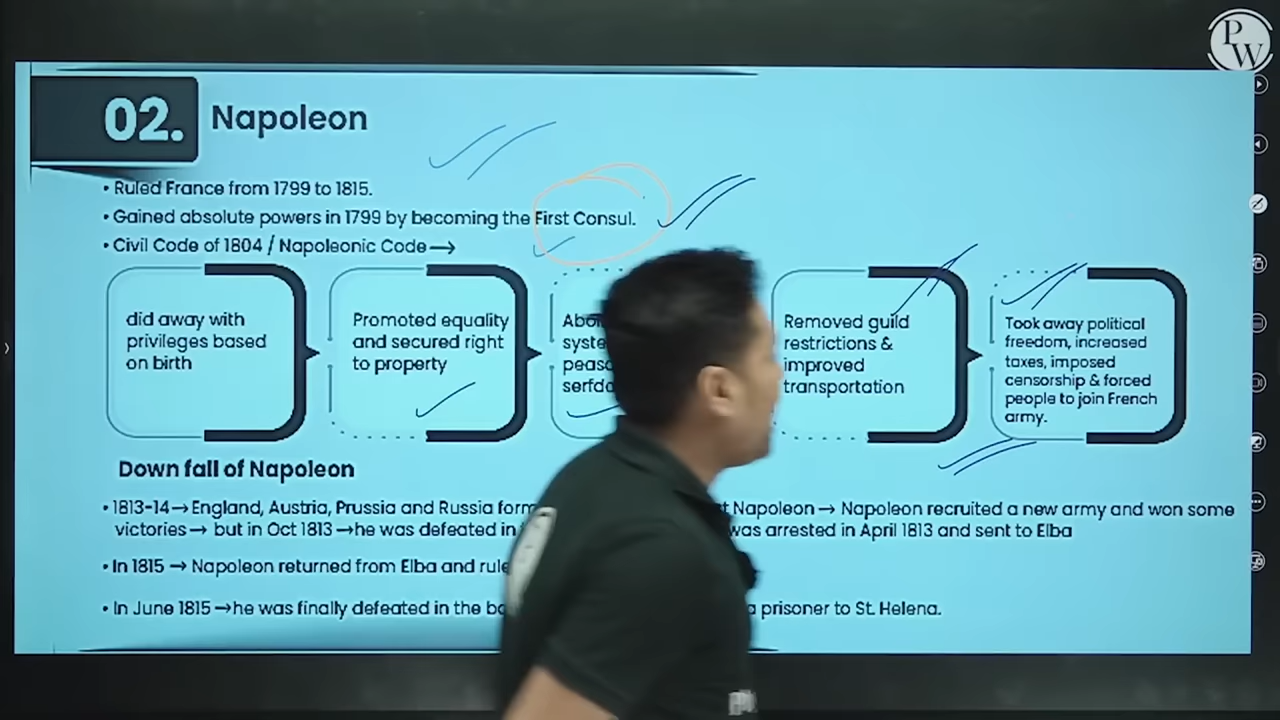 P
W
02. Napoleon
• Ruled France from 1799 to 1815.
• Gained absolute powers in 1799 by becoming the First Consul.
• Civil Code of 1804 / Napoleonic Code →
did away with
privileges based
on birth
Promoted equality
and secured right
to property
Removed guild
restrictions &
improved
transportation
Took away political
freedom, increased
taxes, imposed
censorship & forced
people to join French
army.
Down fall of Napoleon
• 1813-14 → England, Austria, Prussia and Russia Napoleon → Napoleon recruited a new army and won some
victories → but in Oct 1813 → he was defeated in was arrested in April 1813 and sent to Elba
• In 1815 → Napoleon returned from Elba and
• In June 1815 → he was finally defeated in the a prisoner to St. Helena.